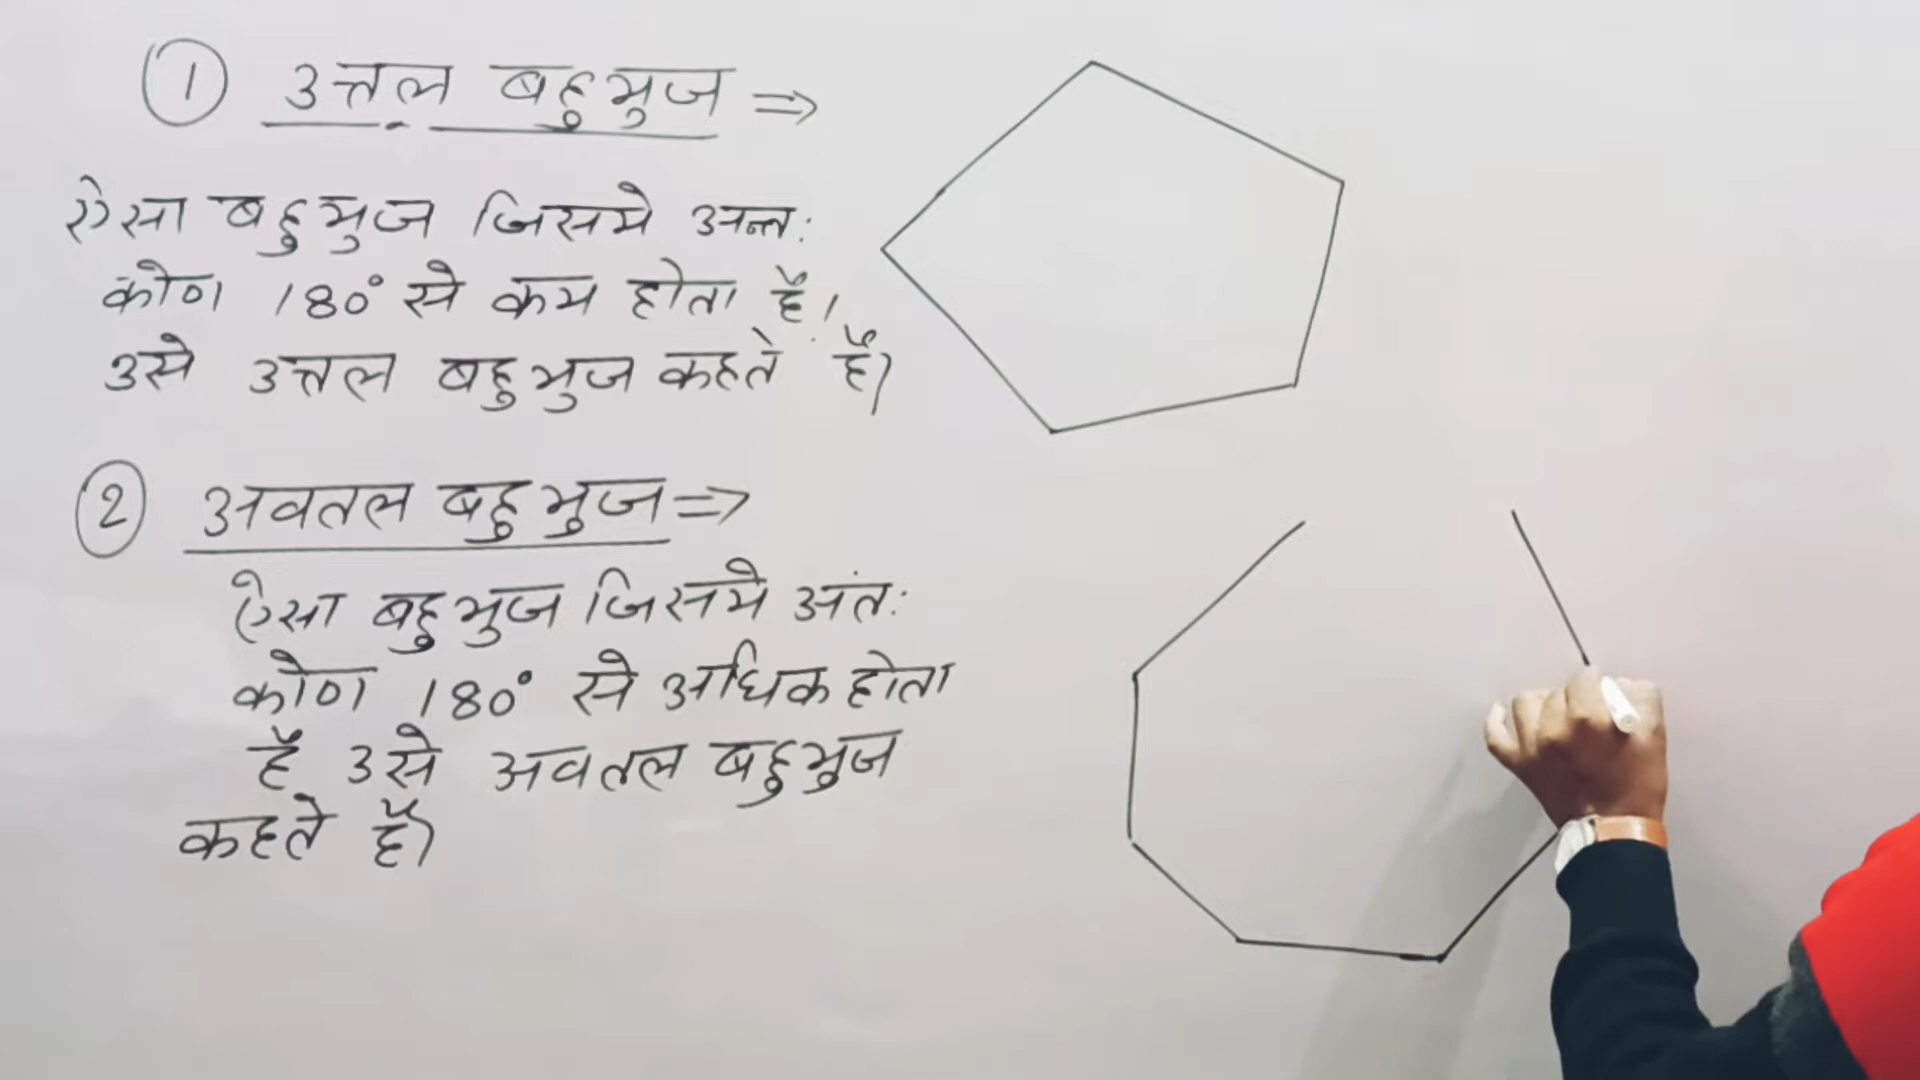 ① उत्तल बहुभुज ⇒
ऐसा बहुभुज जिसमे अन्त:
कोण 180° से कम होता है।
उसे उत्तल बहुभुज कहते है।
② अवतल बहुभुज ⇒
ऐसा बहुभुज जिसमे अंत:
कोण 180° से अधिक होता
है उसे अवतल बहुभुज
कहते है।